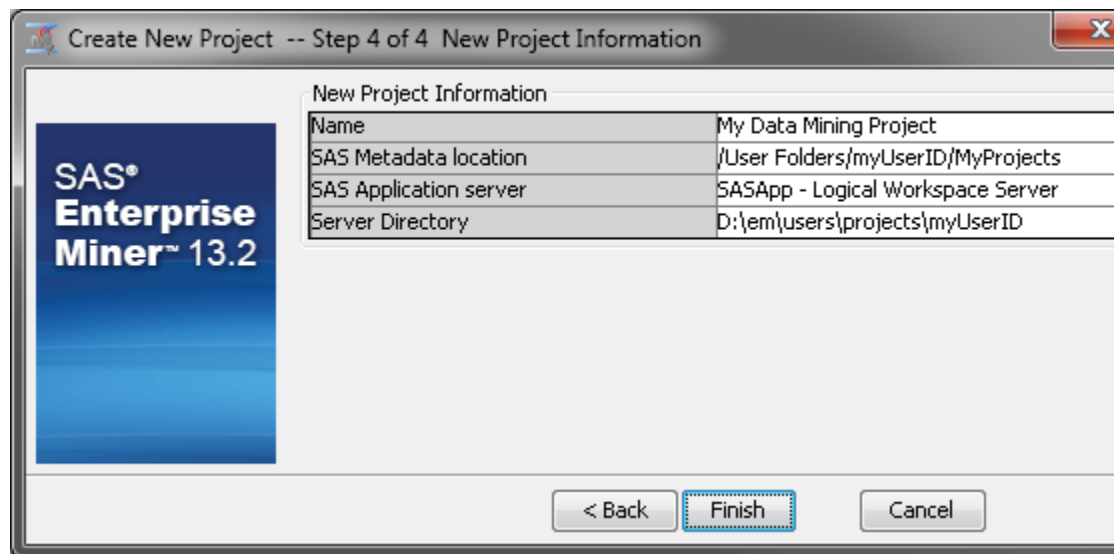 Create New Project -- Step 4 of 4 New Project Information
X
SAS®
Enterprise
Miner™ 13.2
New Project Information
Name My Data Mining Project
SAS Metadata location /User Folders/myUserID/MyProjects
SAS Application server SASApp - Logical Workspace Server
Server Directory D:\em\users\projects\myUserID
< Back Finish Cancel